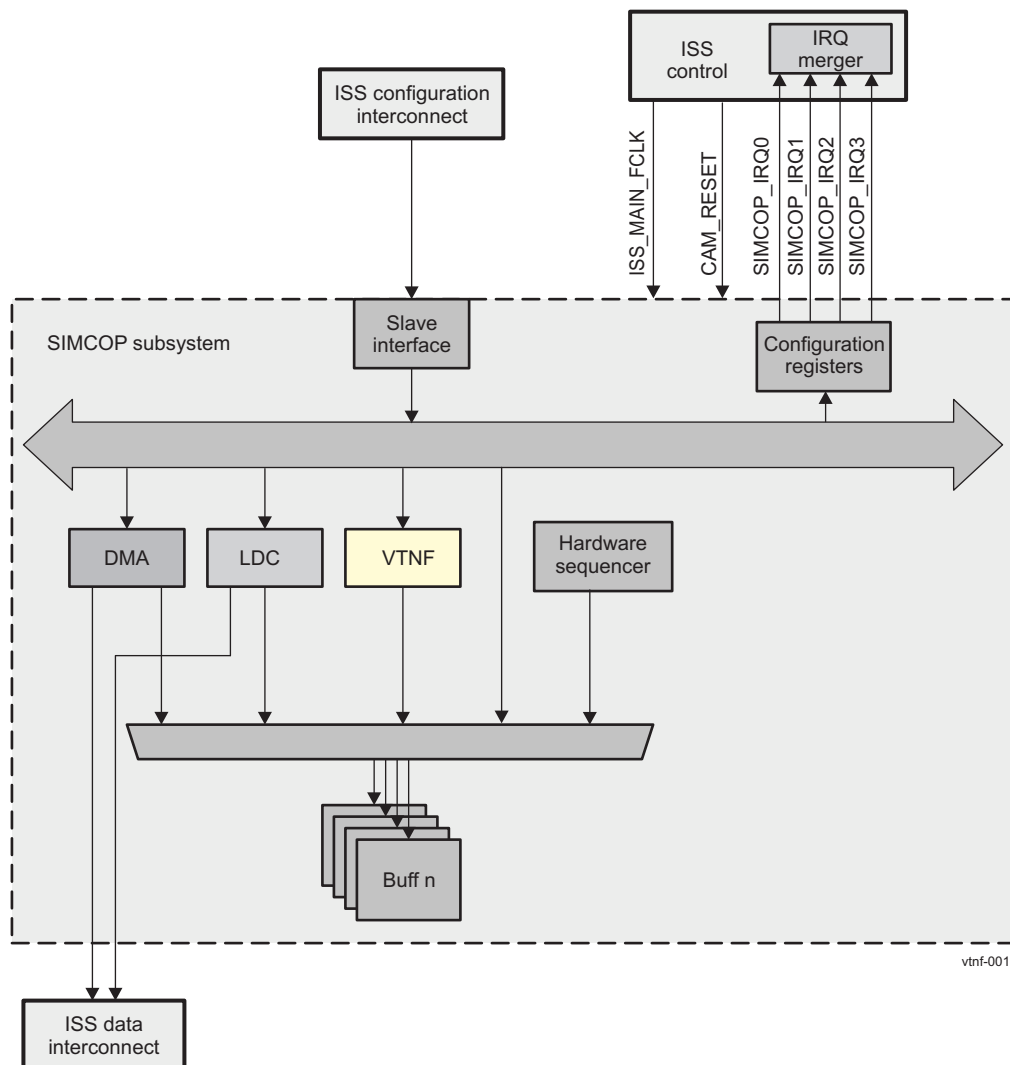 ISS
control
IRQ
merger
ISS configuration
interconnect
ISS_MAIN_FCLK
CAM_RESET
SIMCOP_IRQ0
SIMCOP_IRQ1
SIMCOP_IRQ2
SIMCOP_IRQ3
SIMCOP subsystem
Slave
interface
Configuration
registers
DMA
LDC
VTNF
Hardware
sequencer
Buff n
vtnf-001
ISS data
interconnect